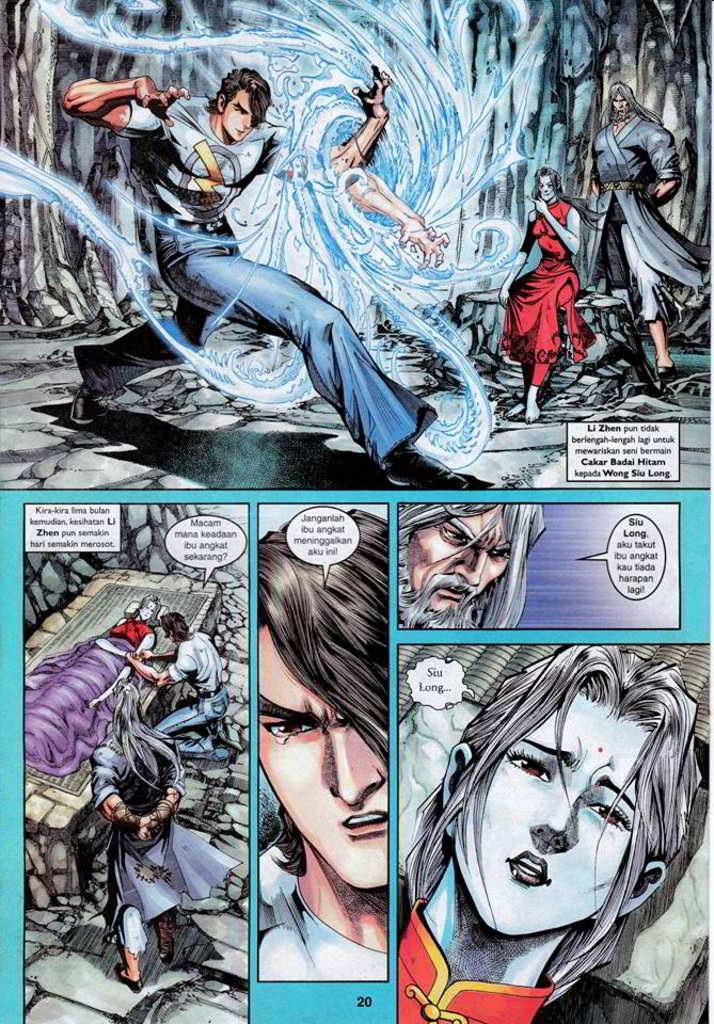 Li Zhen pun tidak
berlengah-lengah lagi untuk
mewariskan seni bermain
Cakar Badai Hitam
kepada Wong Siu Long.
Kira-kira lima bulan
kemudian, kesihatan Li
Zhen pun semakin
hari semakin merosot.
Macam
mana keadaan
ibu angkat
sekarang?
Janganlah
ibu angkat
meninggalkan
aku ini!
Siu
Long,
aku takut
ibu angkat
kau tiada
harapan
lagi!
Siu
Long...
20